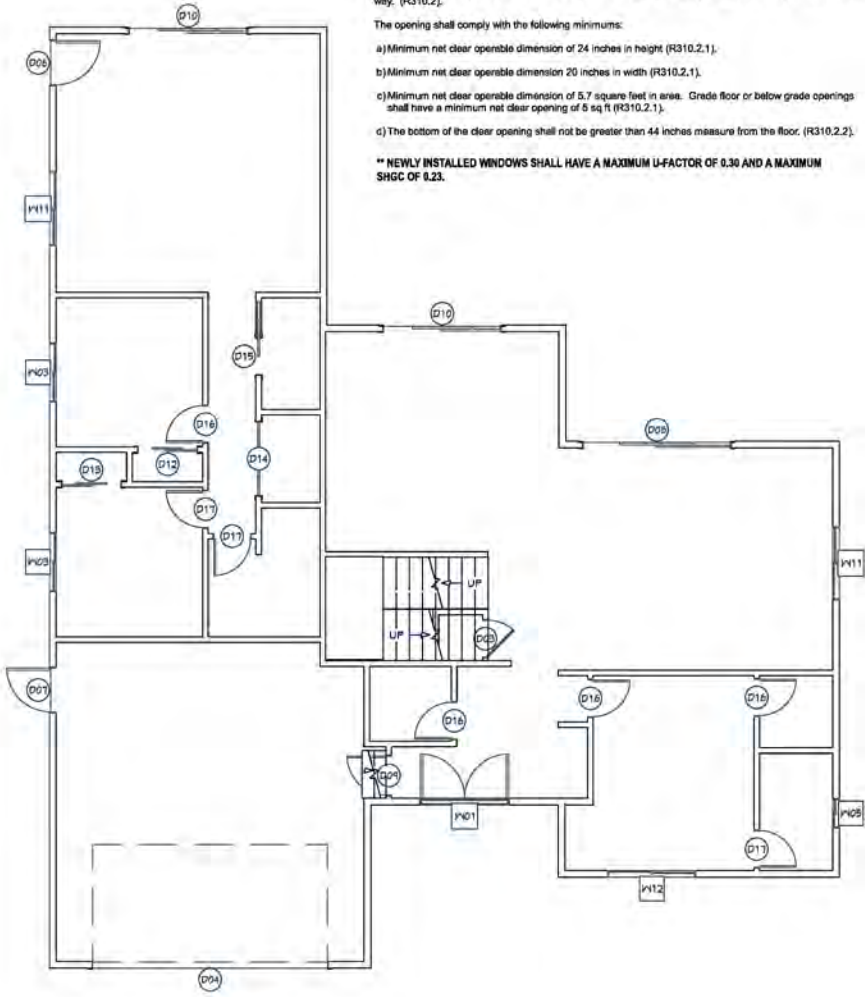 way. (R310.2).
The opening shall comply with the following minimums:
a) Minimum net clear operable dimension of 24 inches in height (R310.2.1).
b) Minimum net clear operable dimension 20 inches in width (R310.2.1).
c) Minimum net clear operable dimension of 5.7 square feet in area. Grade floor or below grade openings
shall have a minimum net clear opening of 5 sq ft (R310.2.1).
d) The bottom of the clear opening shall not be greater than 44 inches measure from the floor. (R310.2.2).
** NEWLY INSTALLED WINDOWS SHALL HAVE A MAXIMUM U-FACTOR OF 0.30 AND A MAXIMUM
SHGC OF 0.23.
D10
W11
D10
D15
W03
D16
D14
D12
D17
D17
W03
W11
UP
UP
D03
D07
D16
D16
D16
D09
W01
W05
D17
W12
D04